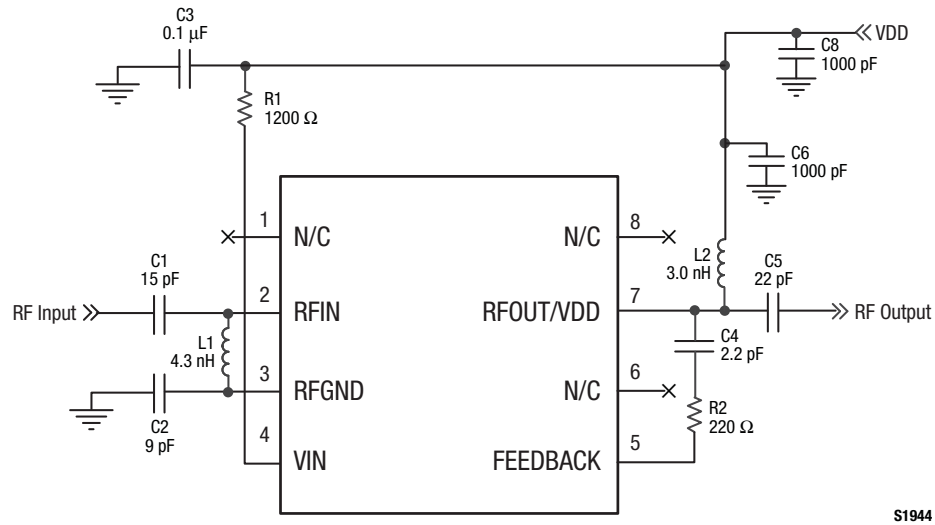 C3
0.1 μF
VDD
C8
1000 pF
R1
1200 Ω
C6
1000 pF
1
N/C
8
N/C
L2
3.0 nH
C5
22 pF
C1
15 pF
RF Input
2
RFIN
7
RFOUT/VDD
RF Output
L1
4.3 nH
C4
2.2 pF
3
RFGND
6
N/C
C2
9 pF
R2
220 Ω
4
VIN
5
FEEDBACK
S1944